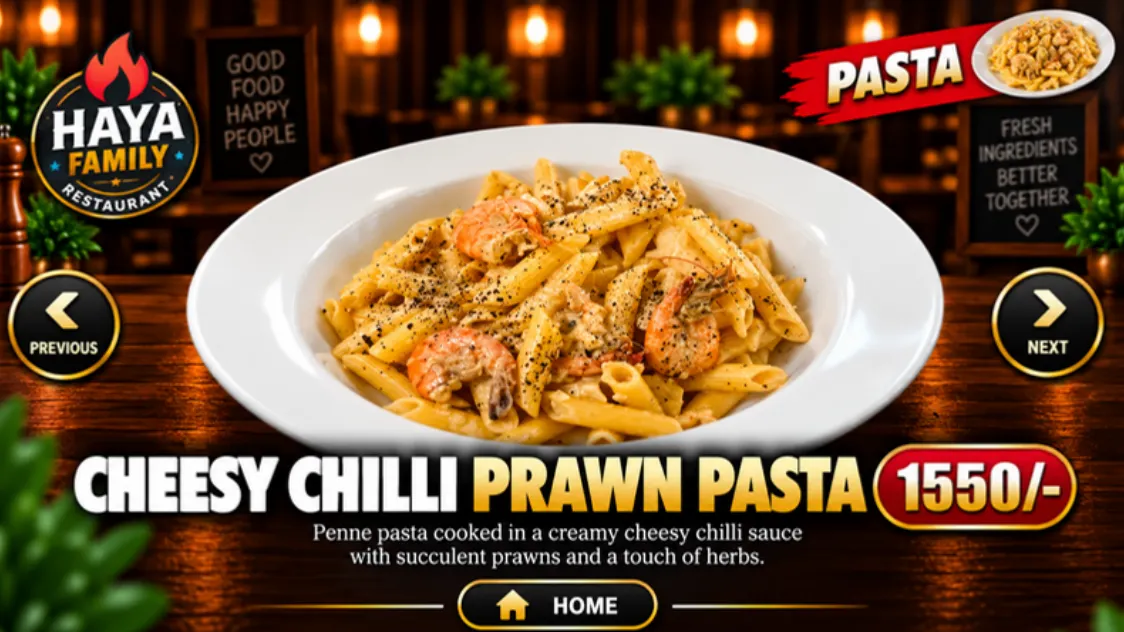 HAYA
FAMILY
RESTAURANT
GOOD
FOOD
HAPPY
PEOPLE
PASTA
FRESH
INGREDIENTS
BETTER
TOGETHER
PREVIOUS
NEXT
CHEESY CHILLI PRAWN PASTA 1550/-
Penne pasta cooked in a creamy cheesy chilli sauce
with succulent prawns and a touch of herbs.
HOME